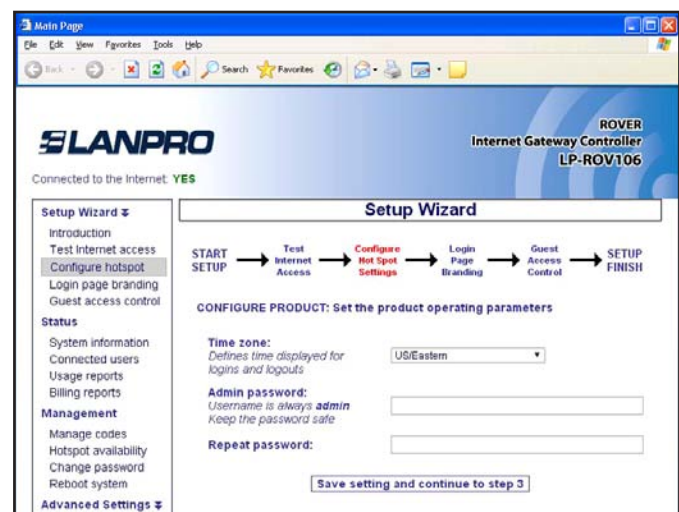 Main Page
File Edit View Favorites Tools Help
Back Search Favorites
LANPRO
ROVER
Internet Gateway Controller
LP-ROV106
Connected to the Internet: YES
Setup Wizard
Introduction
Test Internet access
Configure hotspot
Login page branding
Guest access control
Status
System information
Connected users
Usage reports
Billing reports
Management
Manage codes
Hotspot availability
Change password
Reboot system
Advanced Settings
Setup Wizard
START SETUP
Test Internet Access
Configure Hot Spot Settings
Login Page Branding
Guest Access Control
SETUP FINISH
CONFIGURE PRODUCT: Set the product operating parameters
Time zone:
Defines time displayed for
logins and logouts
US/Eastern
Admin password:
Username is always admin
Keep the password safe
Repeat password:
Save setting and continue to step 3